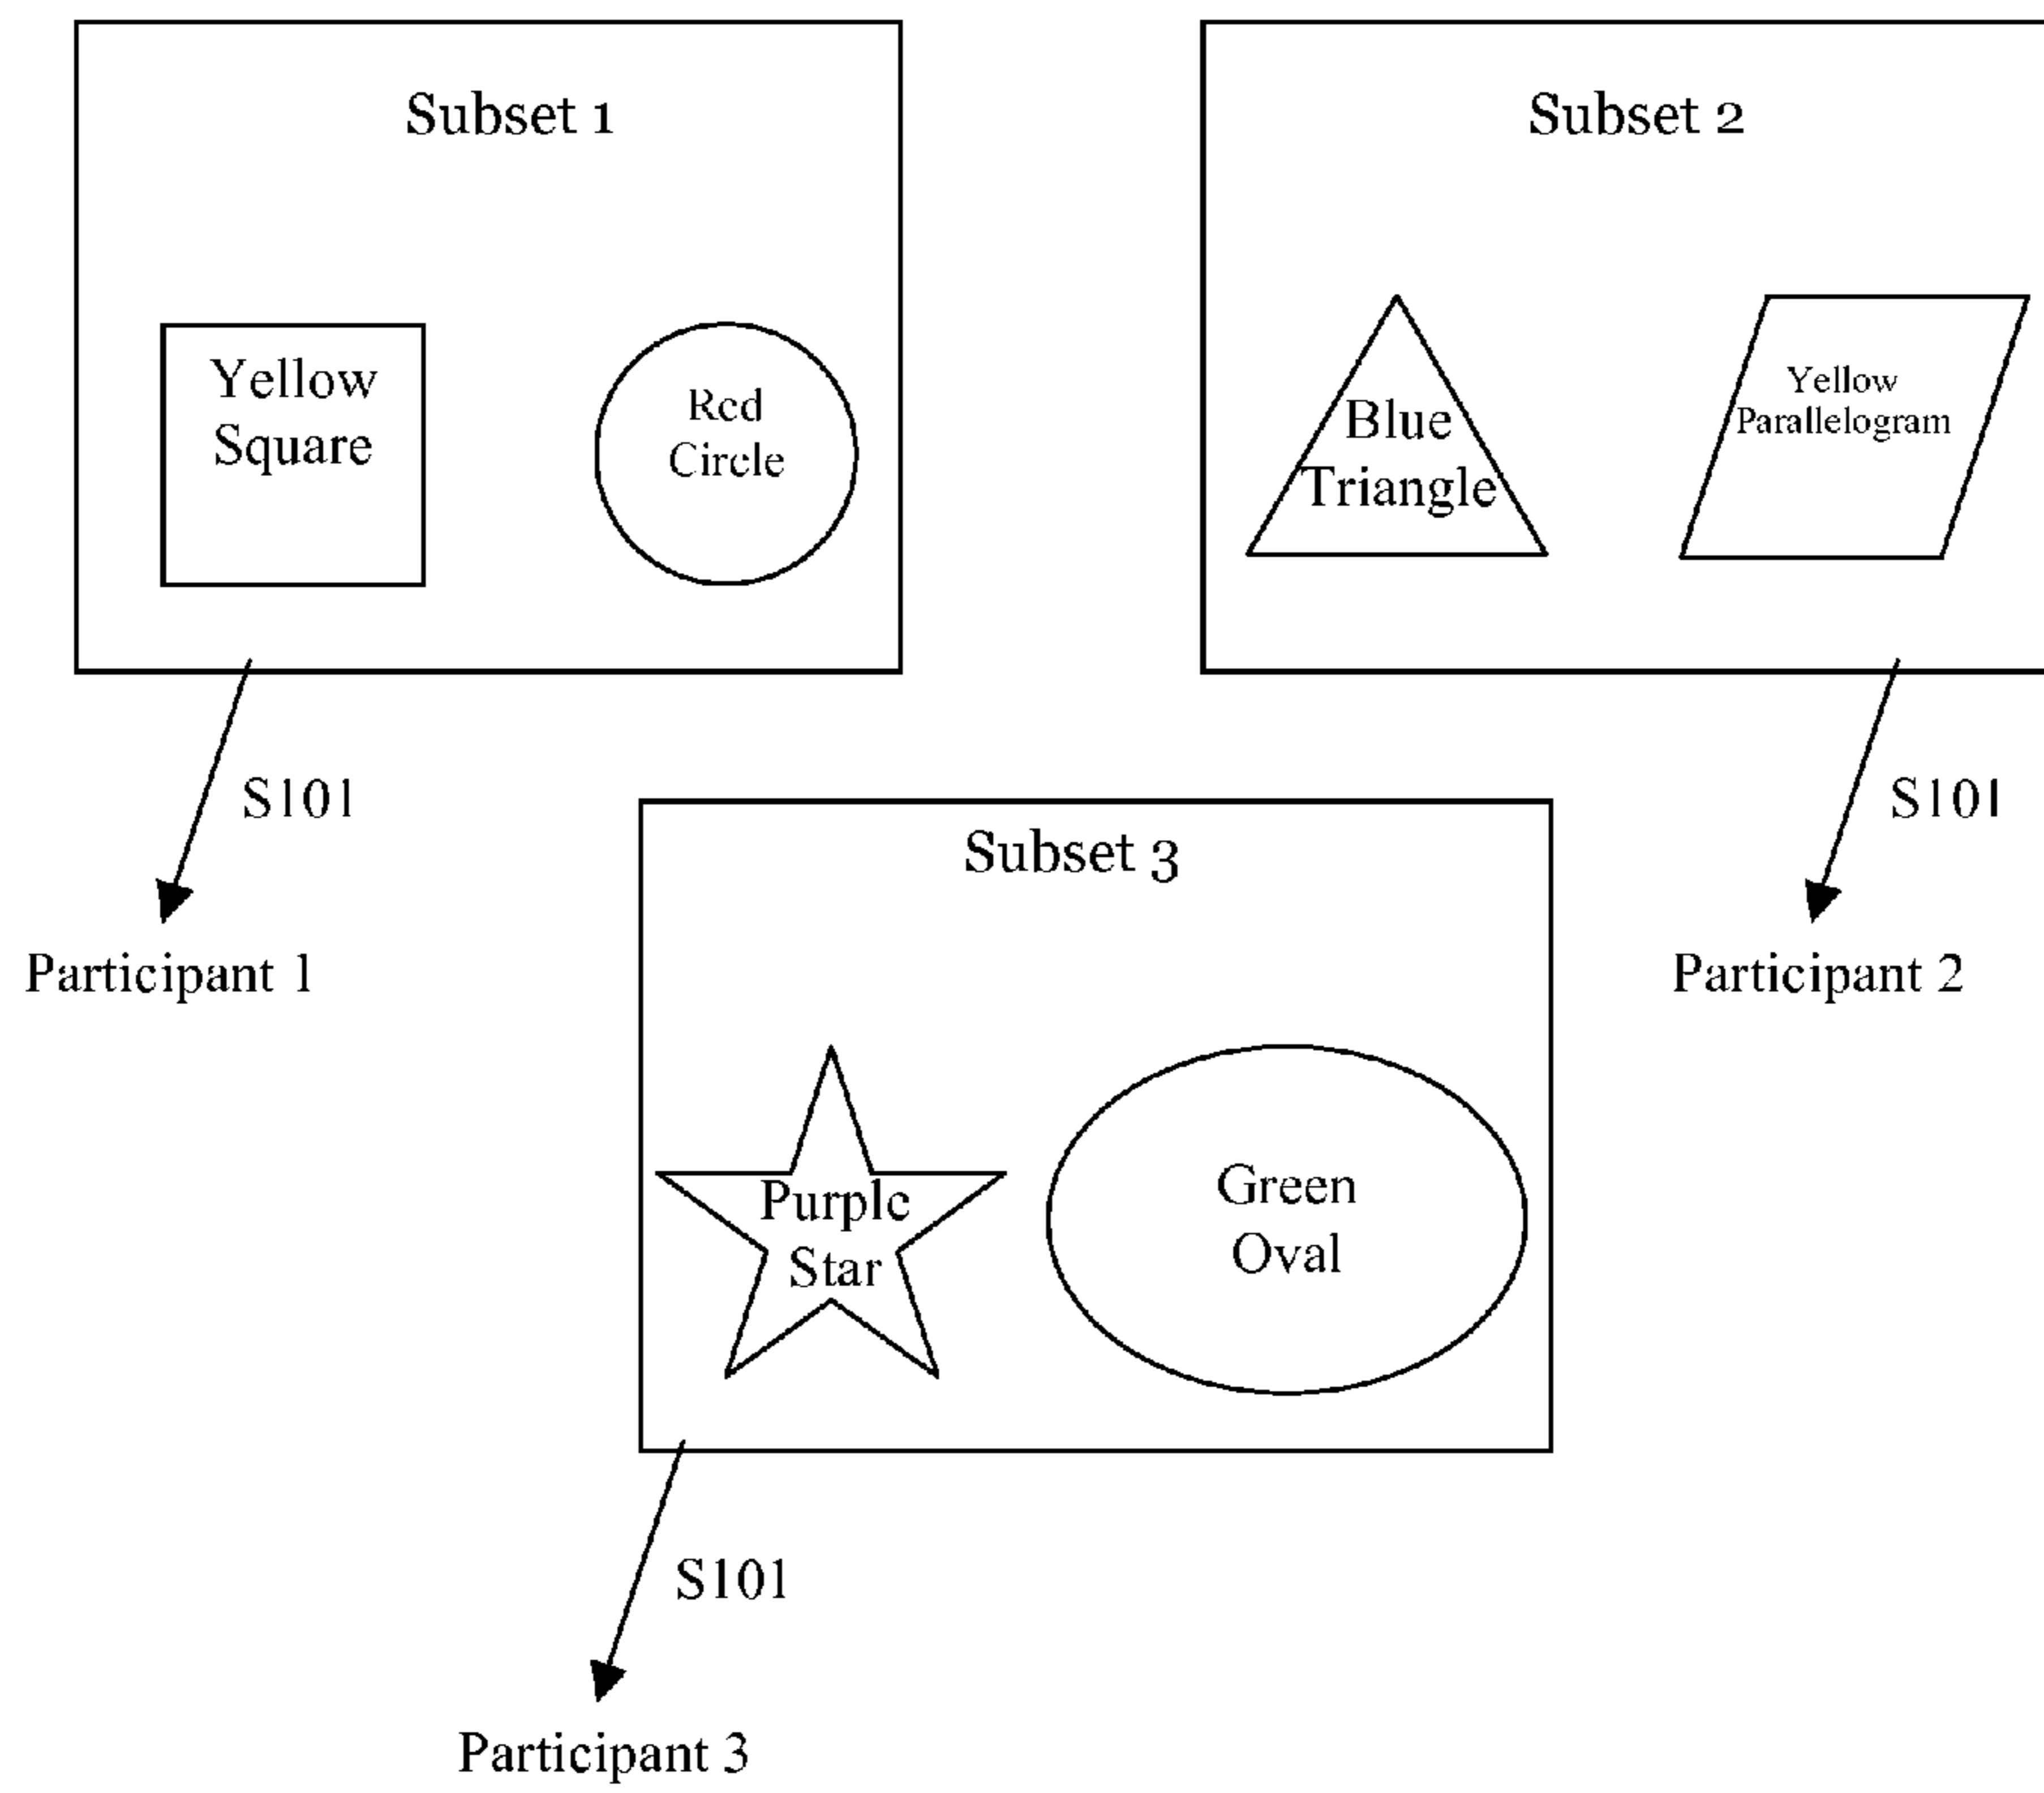 Subset 1
Subset 2
Yellow
Square
Red
Circle
Blue
Triangle
Yellow
Parallelogram
S101
S101
Participant 1
Participant 2
Subset 3
Purple
Star
Green
Oval
S101
Participant 3